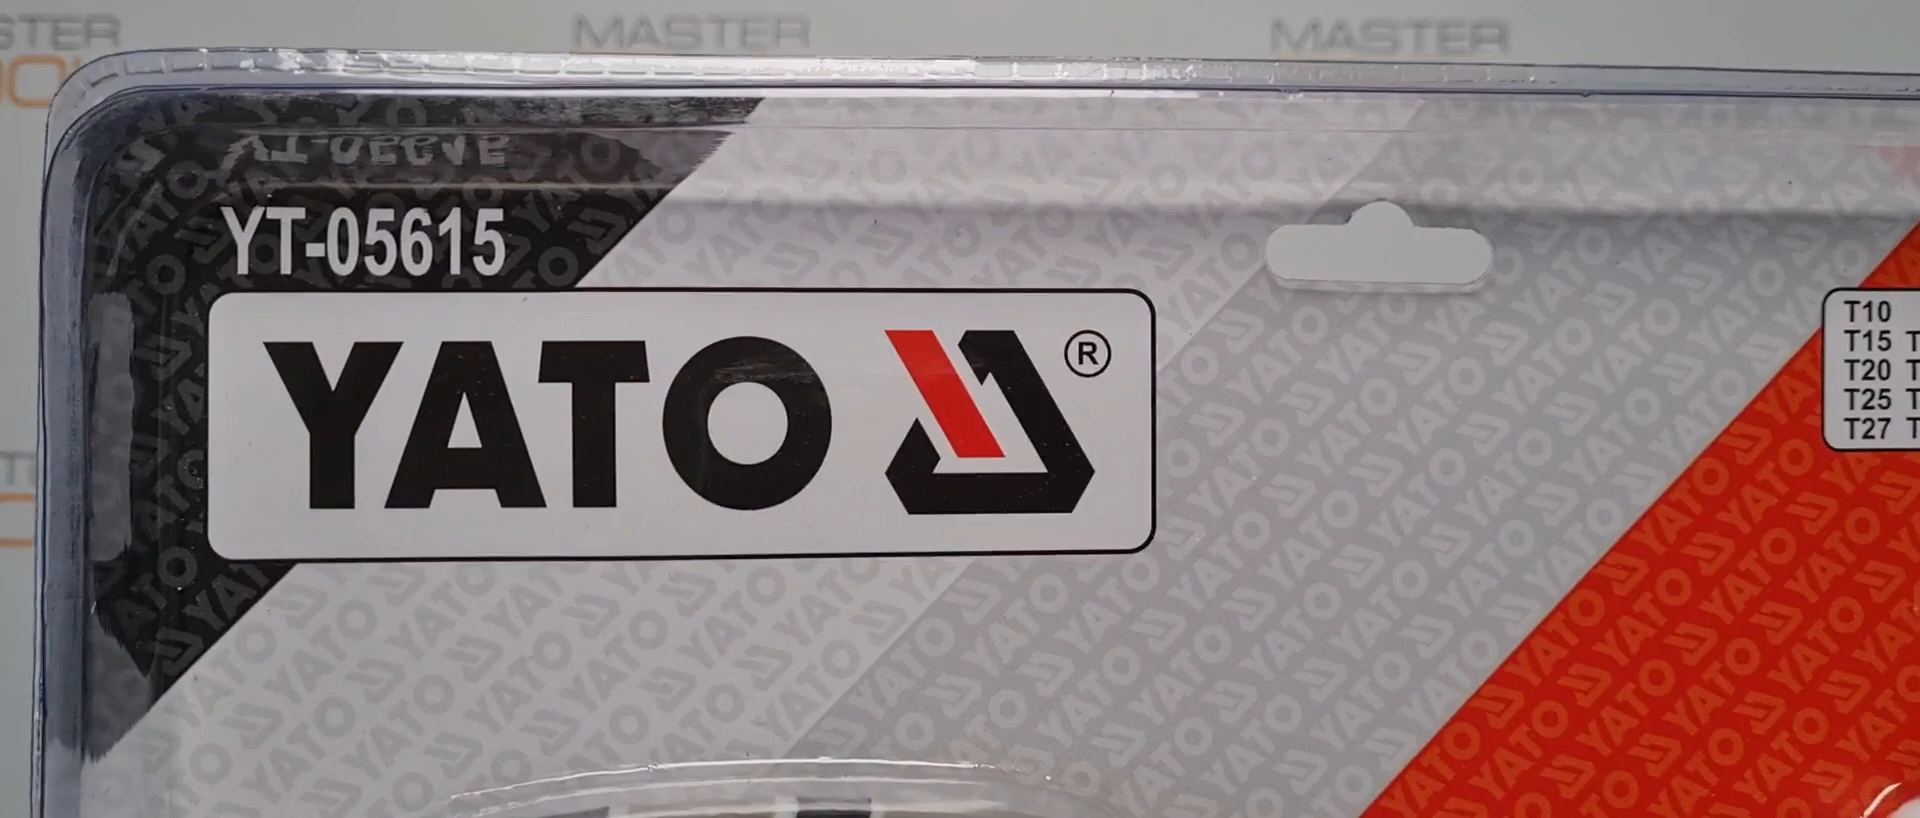 MASTER
MASTER
YT-05615
YATO ®
T10
T15 T
T20 T
T25 T
T27 T